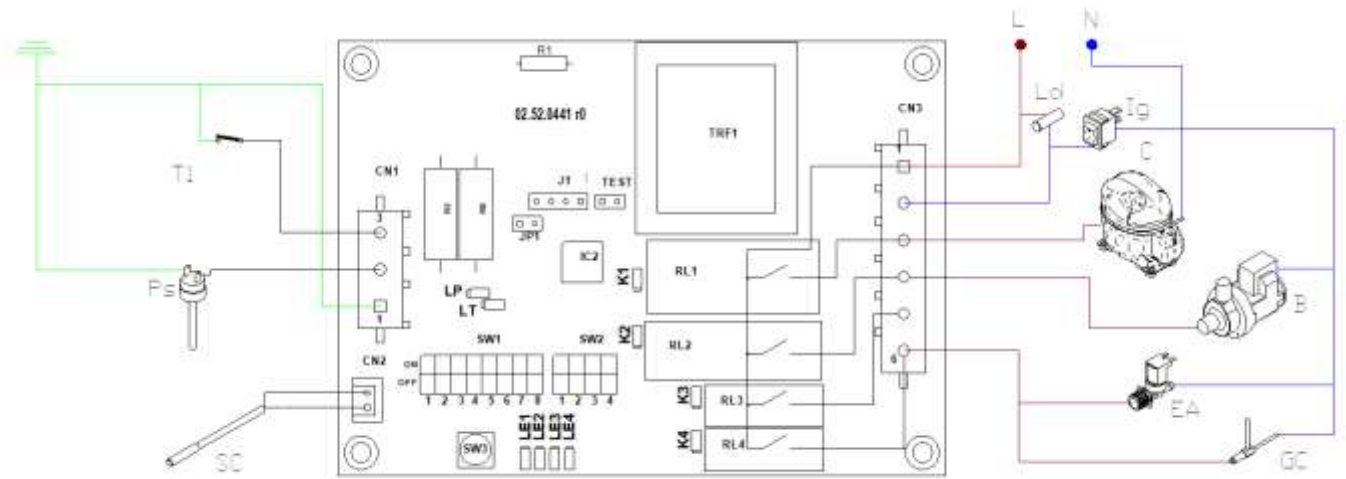 L N
R1
Ld
Ig
CN3
02.52.0441 r0
TRF1
1
C
T1
CN1
J1 TEST
3
JP1
IC2
RL1
K1
Ps
LP
LT
1
B
K2
RL2
SW1 SW2
CN2
ON
OFF
6
1 2 3 4 5 6 7 8 1 2 3 4
K3
RL3
EA
LE1
LE2
LE3
LE4
K4
RL4
SW3
SC
GC